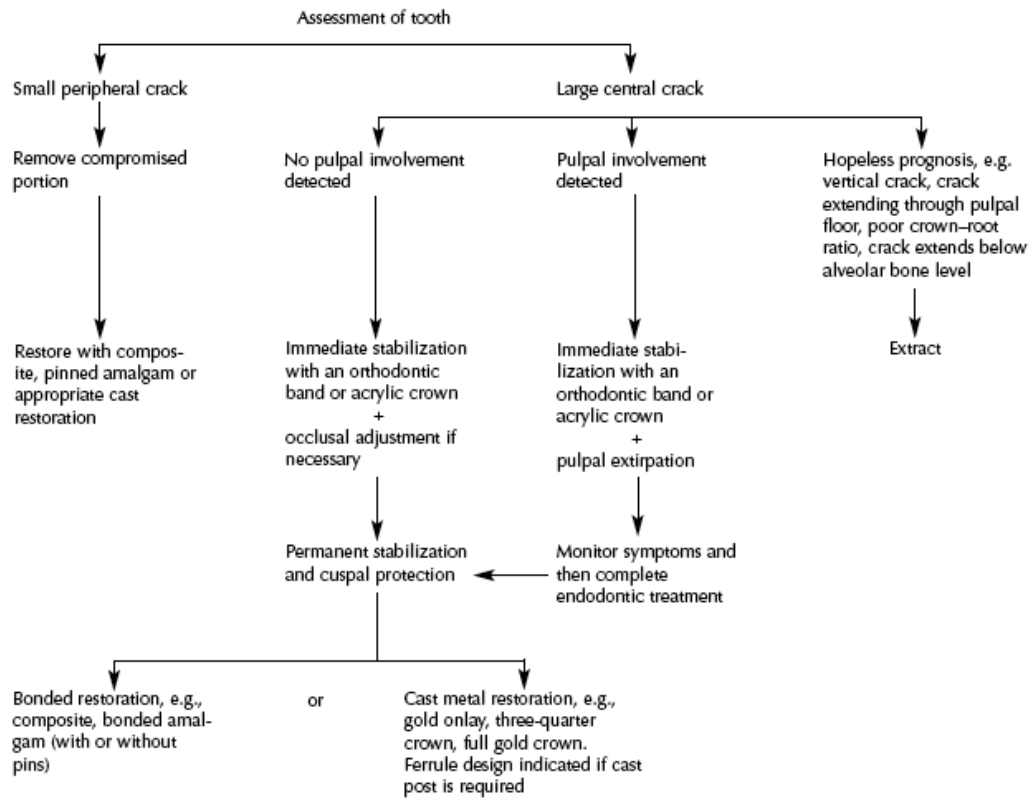 Assessment of tooth
Small peripheral crack
Large central crack
Remove compromised
portion
No pulpal involvement
detected
Pulpal involvement
detected
Hopeless prognosis, e.g.
vertical crack, crack
extending through pulpal
floor, poor crown–root
ratio, crack extends below
alveolar bone level
Restore with compos-
ite, pinned amalgam or
appropriate cast
restoration
Immediate stabilization
with an orthodontic
band or acrylic crown
+
occlusal adjustment if
necessary
Immediate stabi-
lization with an
orthodontic band or
acrylic crown
+
pulpal extirpation
Extract
Permanent stabilization
and cuspal protection
Monitor symptoms and
then complete
endodontic treatment
Bonded restoration, e.g.,
composite, bonded amal-
gam (with or without
pins)
or
Cast metal restoration, e.g.,
gold onlay, three-quarter
crown, full gold crown.
Ferrule design indicated if cast
post is required